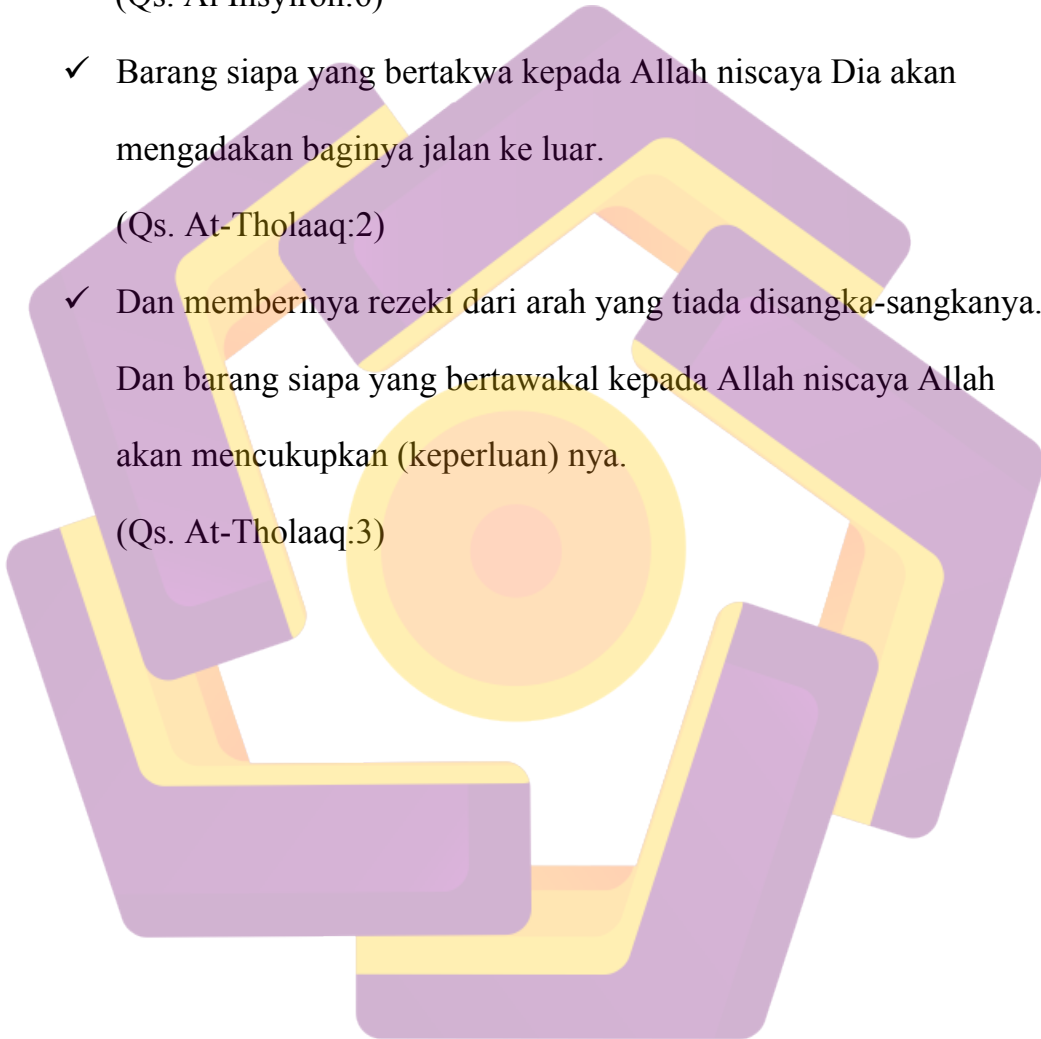 ✓ Barang siapa yang bertakwa kepada Allah niscaya Dia akan
mengadakan baginya jalan ke luar.
(Qs. At-Tholaaq:2)
✓ Dan memberinya rezeki dari arah yang tiada disangka-sangkanya.
Dan barang siapa yang bertawakal kepada Allah niscaya Allah
akan mencukupkan (keperluan) nya.
(Qs. At-Tholaaq:3)